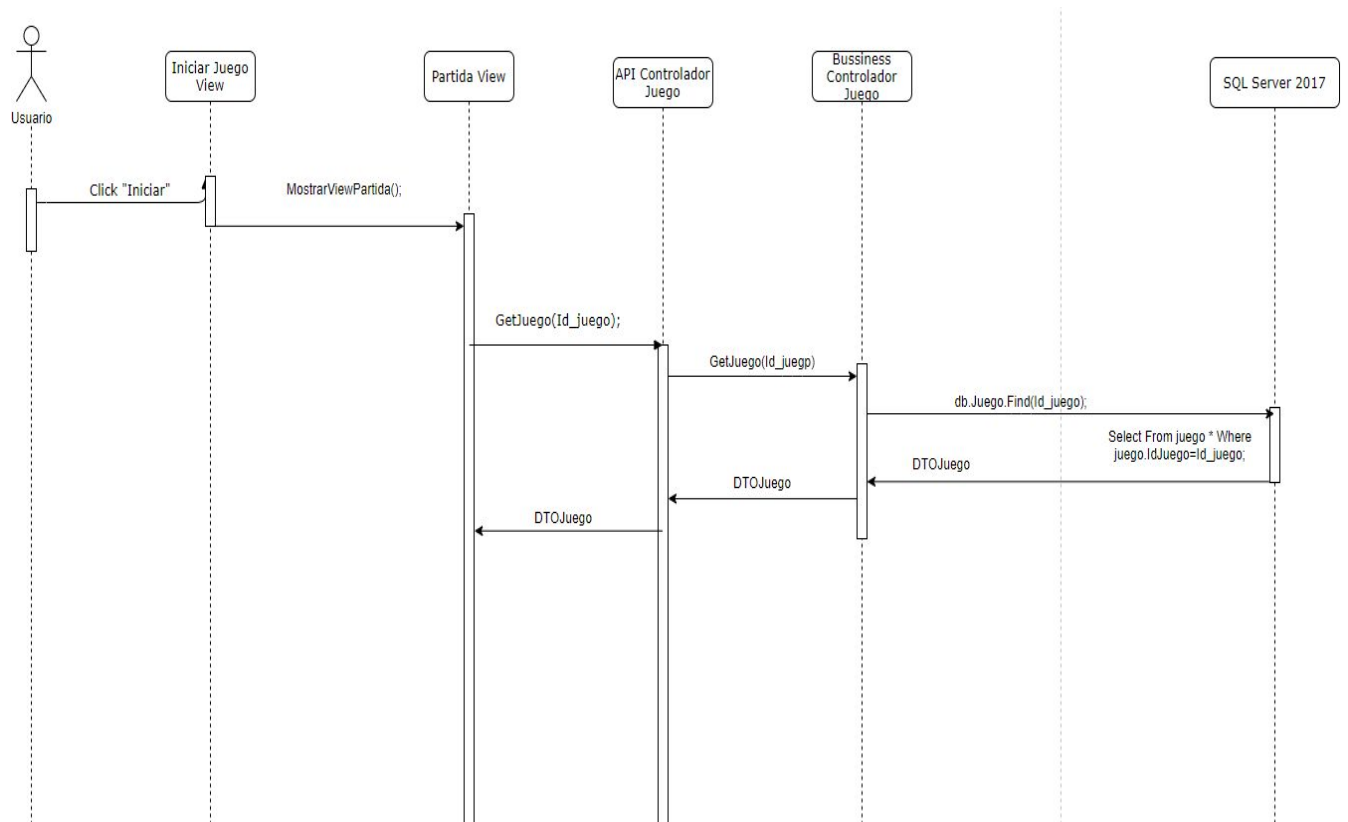 Usuario
Iniciar Juego
View
Partida View
API Controlador
Juego
Bussiness
Controlador
Juego
SQL Server 2017
Click "Iniciar"
MostrarViewPartida();
GetJuego(Id_juego);
GetJuego(Id_juegp)
db.Juego.Find(Id_juego);
Select From juego * Where
juego.IdJuego=Id_juego;
DTOJuego
DTOJuego
DTOJuego